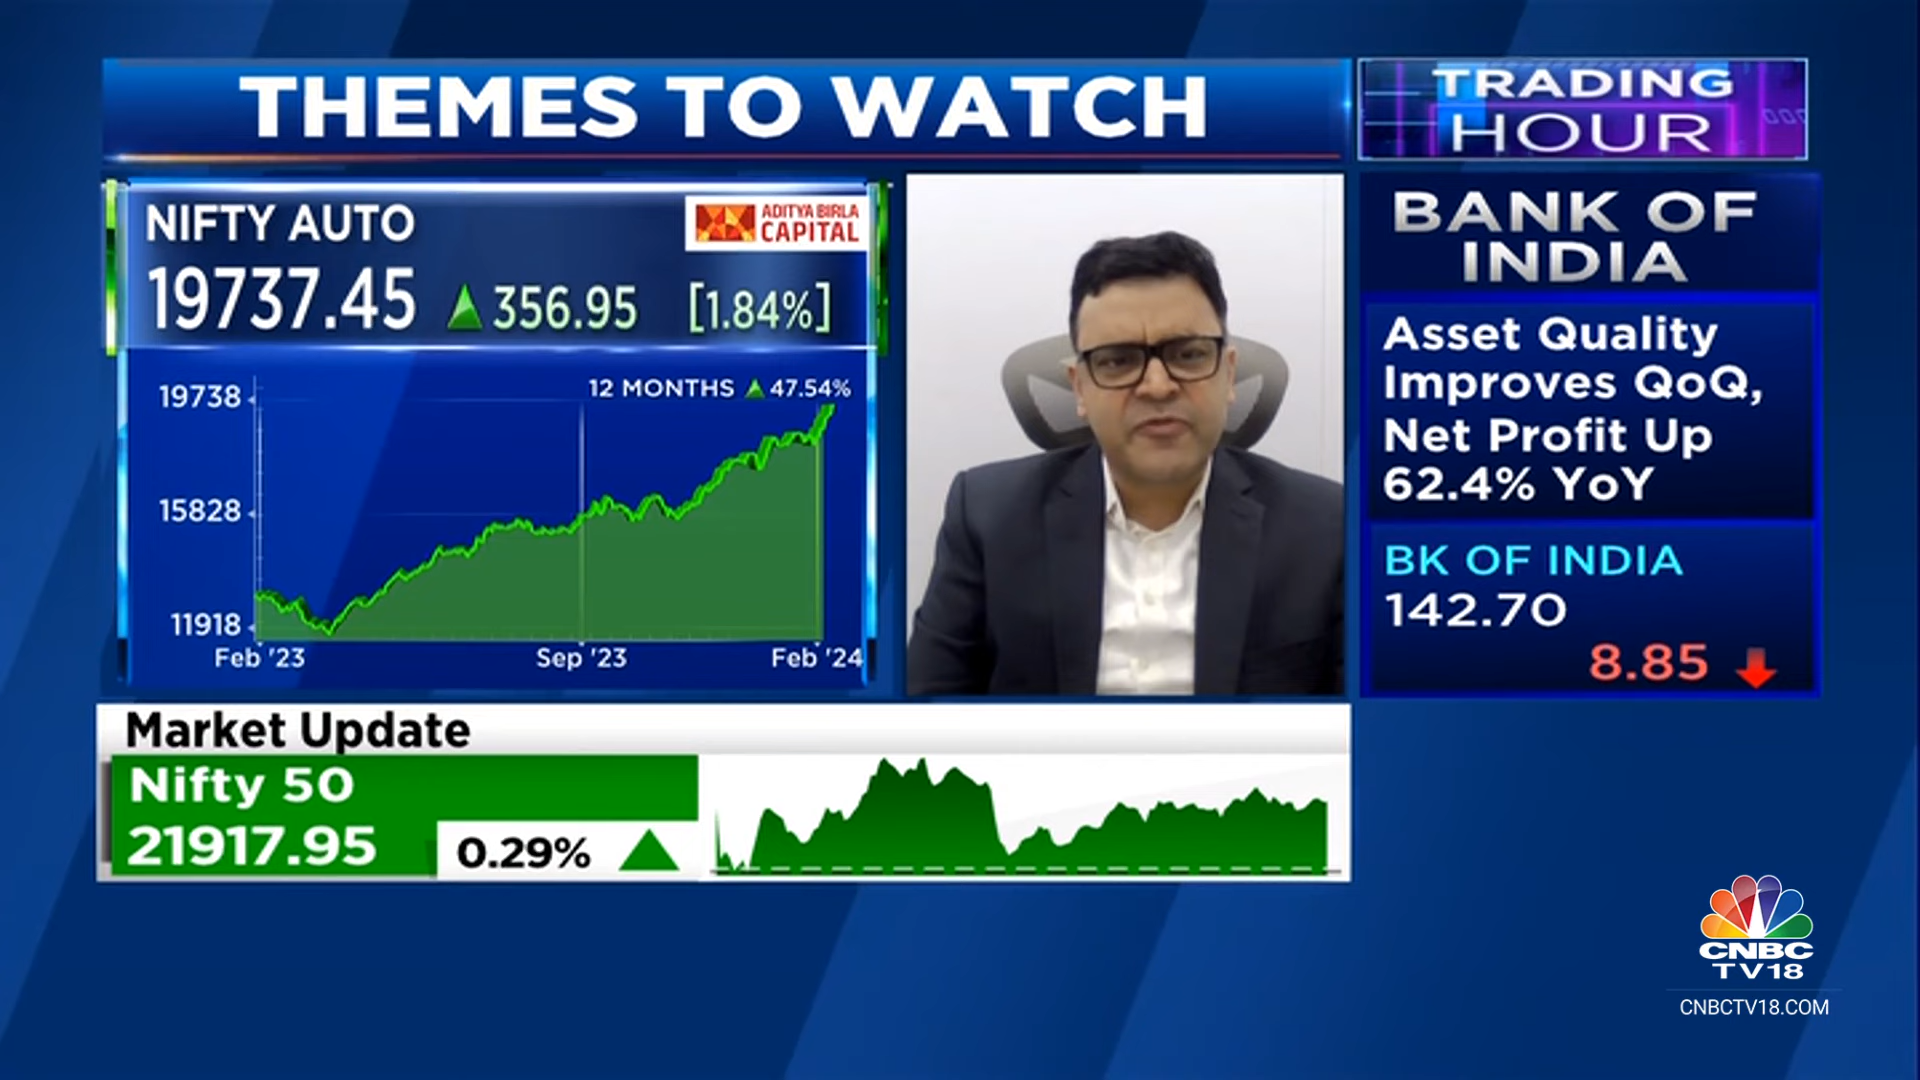 THEMES TO WATCH
TRADING
HOUR
NIFTY AUTO
ADITYA BIRLA
CAPITAL
19737.45 ▲ 356.95 [1.84%]
12 MONTHS ▲ 47.54%
19738
15828
11918
Feb '23 Sep '23 Feb '24
BANK OF
INDIA
Asset Quality
Improves QoQ,
Net Profit Up
62.4% YoY
BK OF INDIA
142.70
8.85
Market Update
Nifty 50
21917.95 0.29%
CNBC
TV18
CNBCTV18.COM